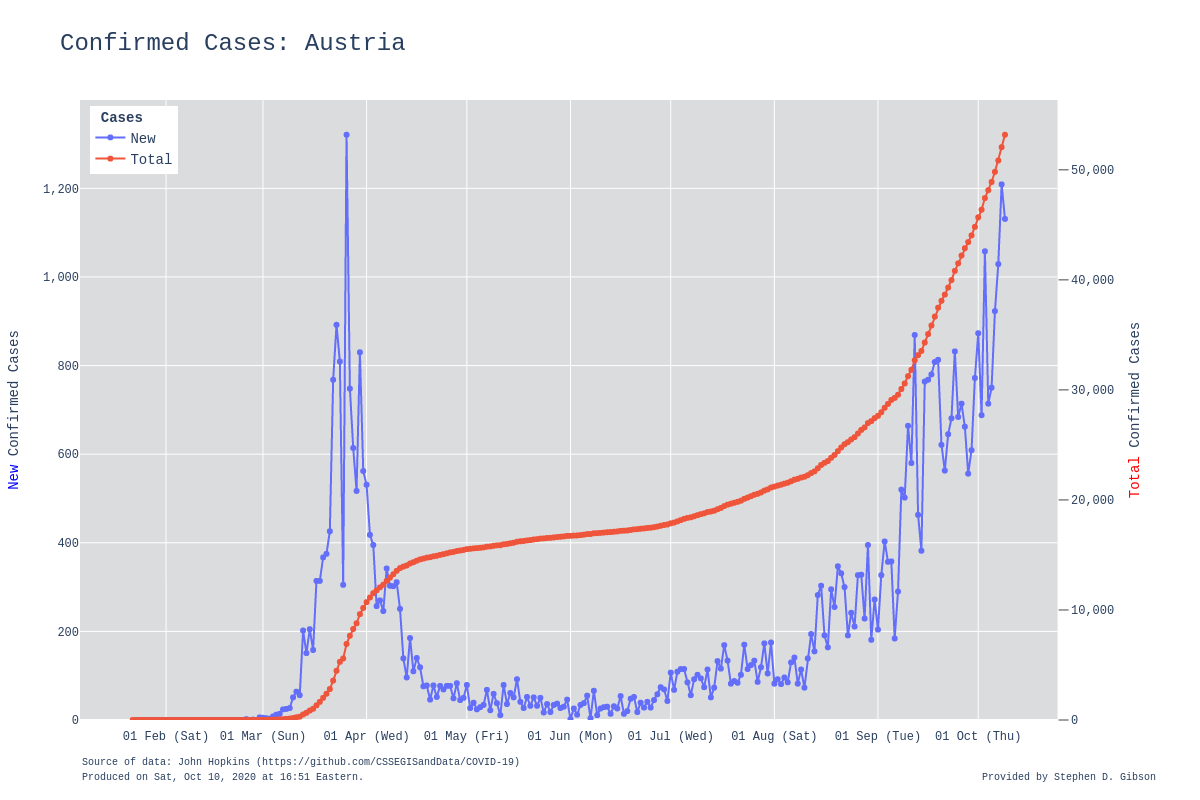 Confirmed Cases: Austria
Cases
New
Total
1,200
1,000
800
600
400
200
0
New Confirmed Cases
50,000
40,000
30,000
20,000
10,000
0
Total Confirmed Cases
01 Feb (Sat) 01 Mar (Sun) 01 Apr (Wed) 01 May (Fri) 01 Jun (Mon) 01 Jul (Wed) 01 Aug (Sat) 01 Sep (Tue) 01 Oct (Thu)
Source of data: John Hopkins (https://github.com/CSSEGISandData/COVID-19)
Produced on Sat, Oct 10, 2020 at 16:51 Eastern.
Provided by Stephen D. Gibson